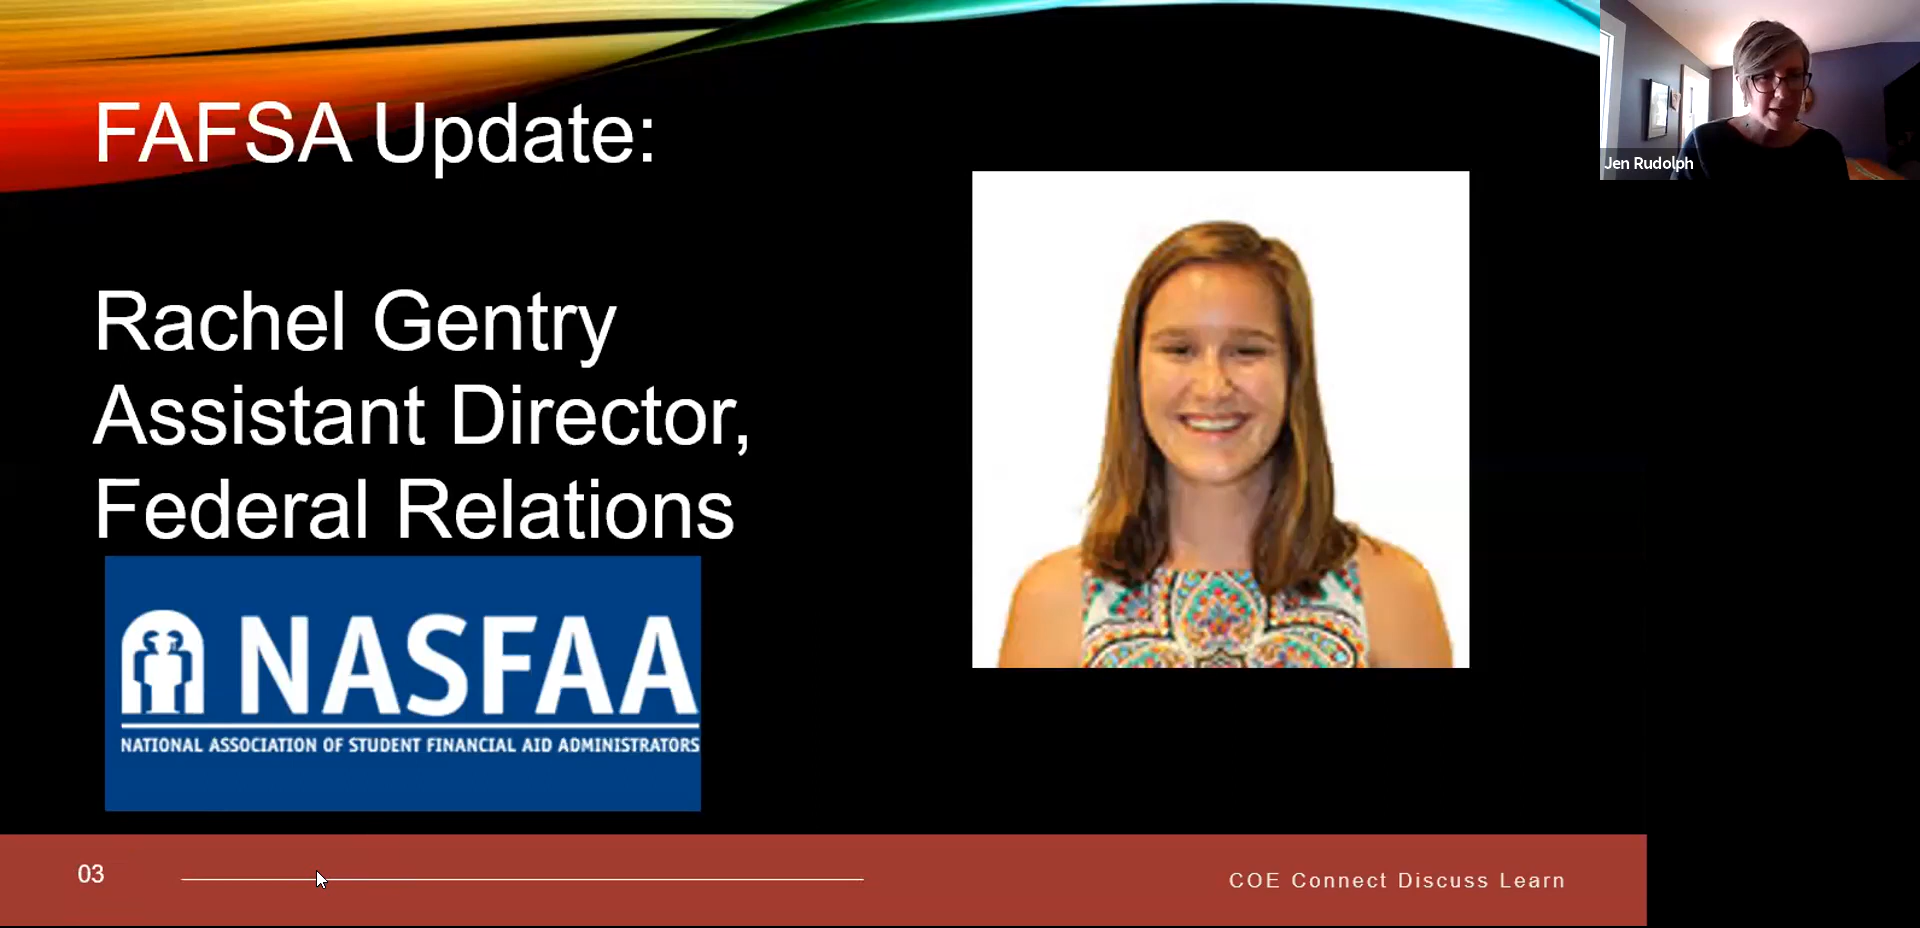 FAFSA Update:
Jen Rudolph
Rachel Gentry
Assistant Director,
Federal Relations
NASFAA
NATIONAL ASSOCIATION OF STUDENT FINANCIAL AID ADMINISTRATORS
03
COE Connect Discuss Learn